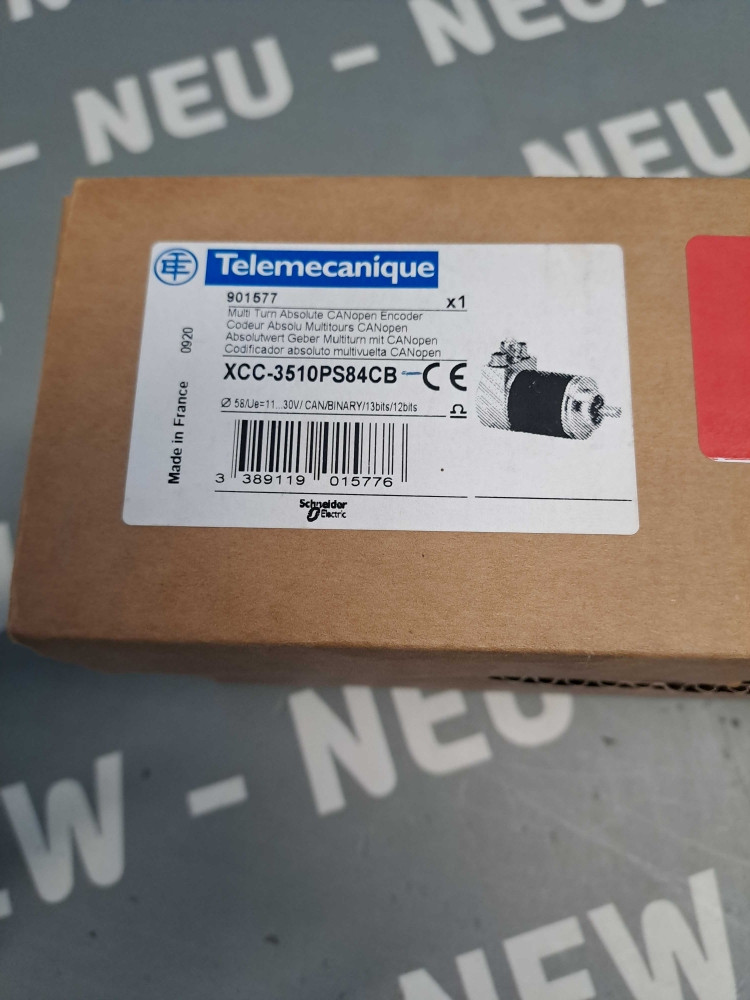 NEU - NEU
NEU
Telemecanique
901577 x1
Multi Turn Absolute CANopen Encoder
Codeur Absolu Multitours CANopen
Absolutwert Geber Multiturn mit CANopen
Codificador absoluto multivuelta CANopen
XCC-3510PS84CB CE
Ø 58/Ue=11...30V/ CAN/BINARY/13bits/12bits
Made in France 0920
3 389119 015776
Schneider
Electric
NEW - NEU
NEW